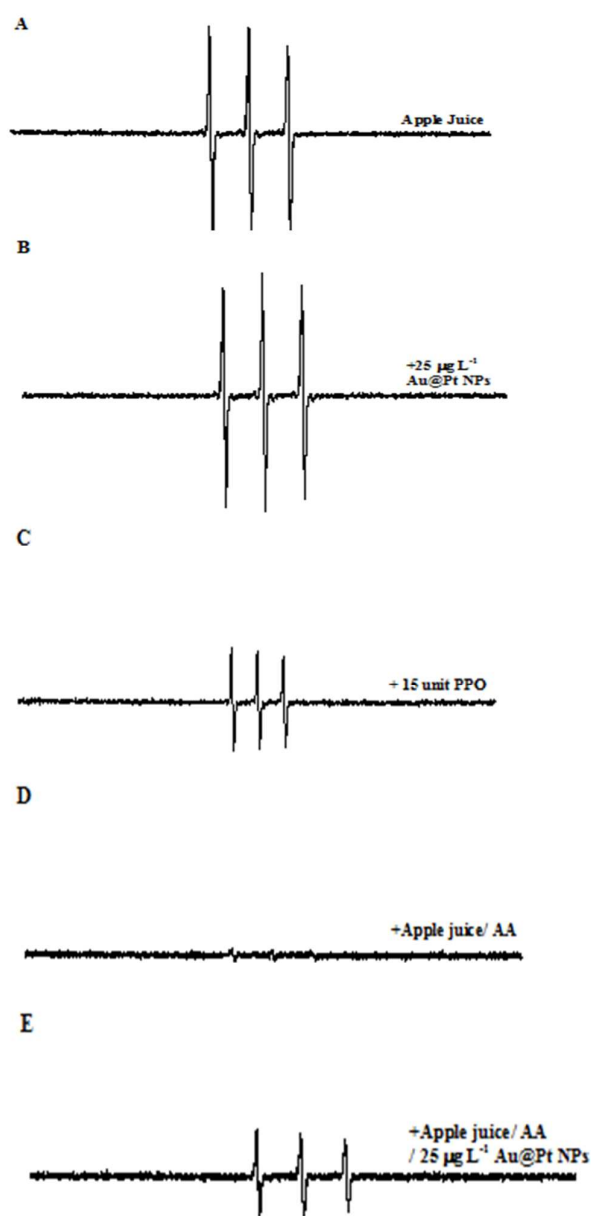 A
Apple Juice
B
+25 µg L⁻¹
Au@Pt NPs
C
+ 15 unit PPO
D
+Apple juice/ AA
E
+Apple juice/ AA
/ 25 µg L⁻¹ Au@Pt NPs